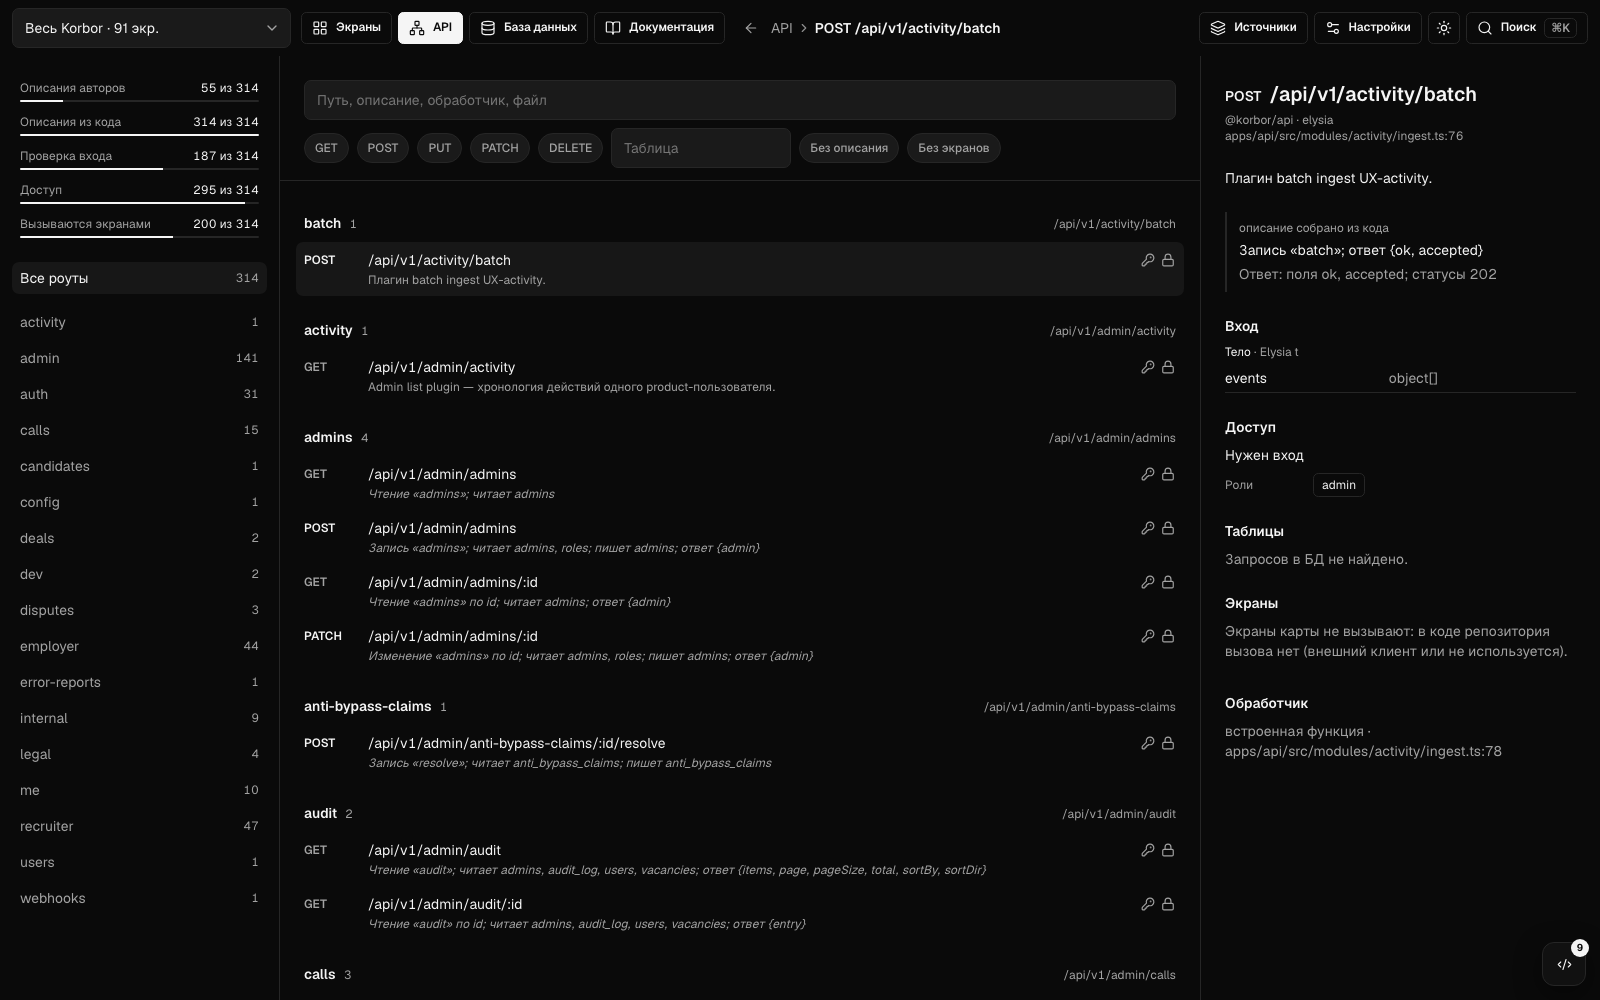 Весь Korbor · 91 экр.
Экраны
API
База данных
Документация
API
POST /api/v1/activity/batch
Источники
Настройки
Поиск
⌘K
Описания авторов 55 из 314
Описания из кода 314 из 314
Проверка входа 187 из 314
Доступ 295 из 314
Вызываются экранами 200 из 314
Все роуты 314
activity 1
admin 141
auth 31
calls 15
candidates 1
config 1
deals 2
dev 2
disputes 3
employer 44
error-reports 1
internal 9
legal 4
me 10
recruiter 47
users 1
webhooks 1
Путь, описание, обработчик, файл
GET POST PUT PATCH DELETE Таблица Без описания Без экранов
batch 1 /api/v1/activity/batch
POST /api/v1/activity/batch
Плагин batch ingest UX-activity.
activity 1 /api/v1/admin/activity
GET /api/v1/admin/activity
Admin list plugin — хронология действий одного product-пользователя.
admins 4 /api/v1/admin/admins
GET /api/v1/admin/admins
Чтение «admins»; читает admins
POST /api/v1/admin/admins
Запись «admins»; читает admins, roles; пишет admins; ответ {admin}
GET /api/v1/admin/admins/:id
Чтение «admins» по id; читает admins; ответ {admin}
PATCH /api/v1/admin/admins/:id
Изменение «admins» по id; читает admins, roles; пишет admins; ответ {admin}
anti-bypass-claims 1 /api/v1/admin/anti-bypass-claims
POST /api/v1/admin/anti-bypass-claims/:id/resolve
Запись «resolve»; читает anti_bypass_claims; пишет anti_bypass_claims
audit 2 /api/v1/admin/audit
GET /api/v1/admin/audit
Чтение «audit»; читает admins, audit_log, users, vacancies; ответ {items, page, pageSize, total, sortBy, sortDir}
GET /api/v1/admin/audit/:id
Чтение «audit» по id; читает admins, audit_log, users, vacancies; ответ {entry}
calls 3 /api/v1/admin/calls
POST /api/v1/activity/batch
@korbor/api · elysia
apps/api/src/modules/activity/ingest.ts:76
Плагин batch ingest UX-activity.
описание собрано из кода
Запись «batch»; ответ {ok, accepted}
Ответ: поля ok, accepted; статусы 202
Вход
Тело · Elysia t
events object[]
Доступ
Нужен вход
Роли admin
Таблицы
Запросов в БД не найдено.
Экраны
Экраны карты не вызывают: в коде репозитория
вызова нет (внешний клиент или не используется).
Обработчик
встроенная функция ·
apps/api/src/modules/activity/ingest.ts:78
9